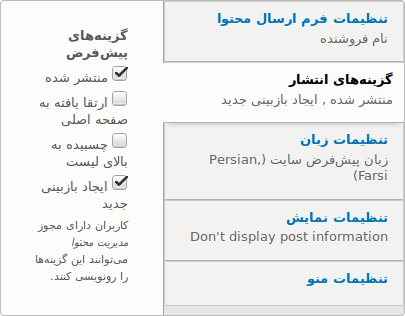 تنظیمات فرم ارسال محتوا
نام فروشنده
گزینه‌های انتشار
منتشر شده , ایجاد بازبینی جدید
تنظیمات زبان
زبان پیش‌فرض سایت (Persian,
Farsi)
تنظیمات نمایش
Don't display post information
تنظیمات منو
گزینه‌های
پیش‌فرض
منتشر شده
ارتقا یافته به
صفحه اصلی
چسبیده به
بالای لیست
ایجاد بازبینی
جدید
کاربران دارای مجوز
مدیریت محتوا
می‌توانند این گزینه‌ها
را رونویسی کنند.